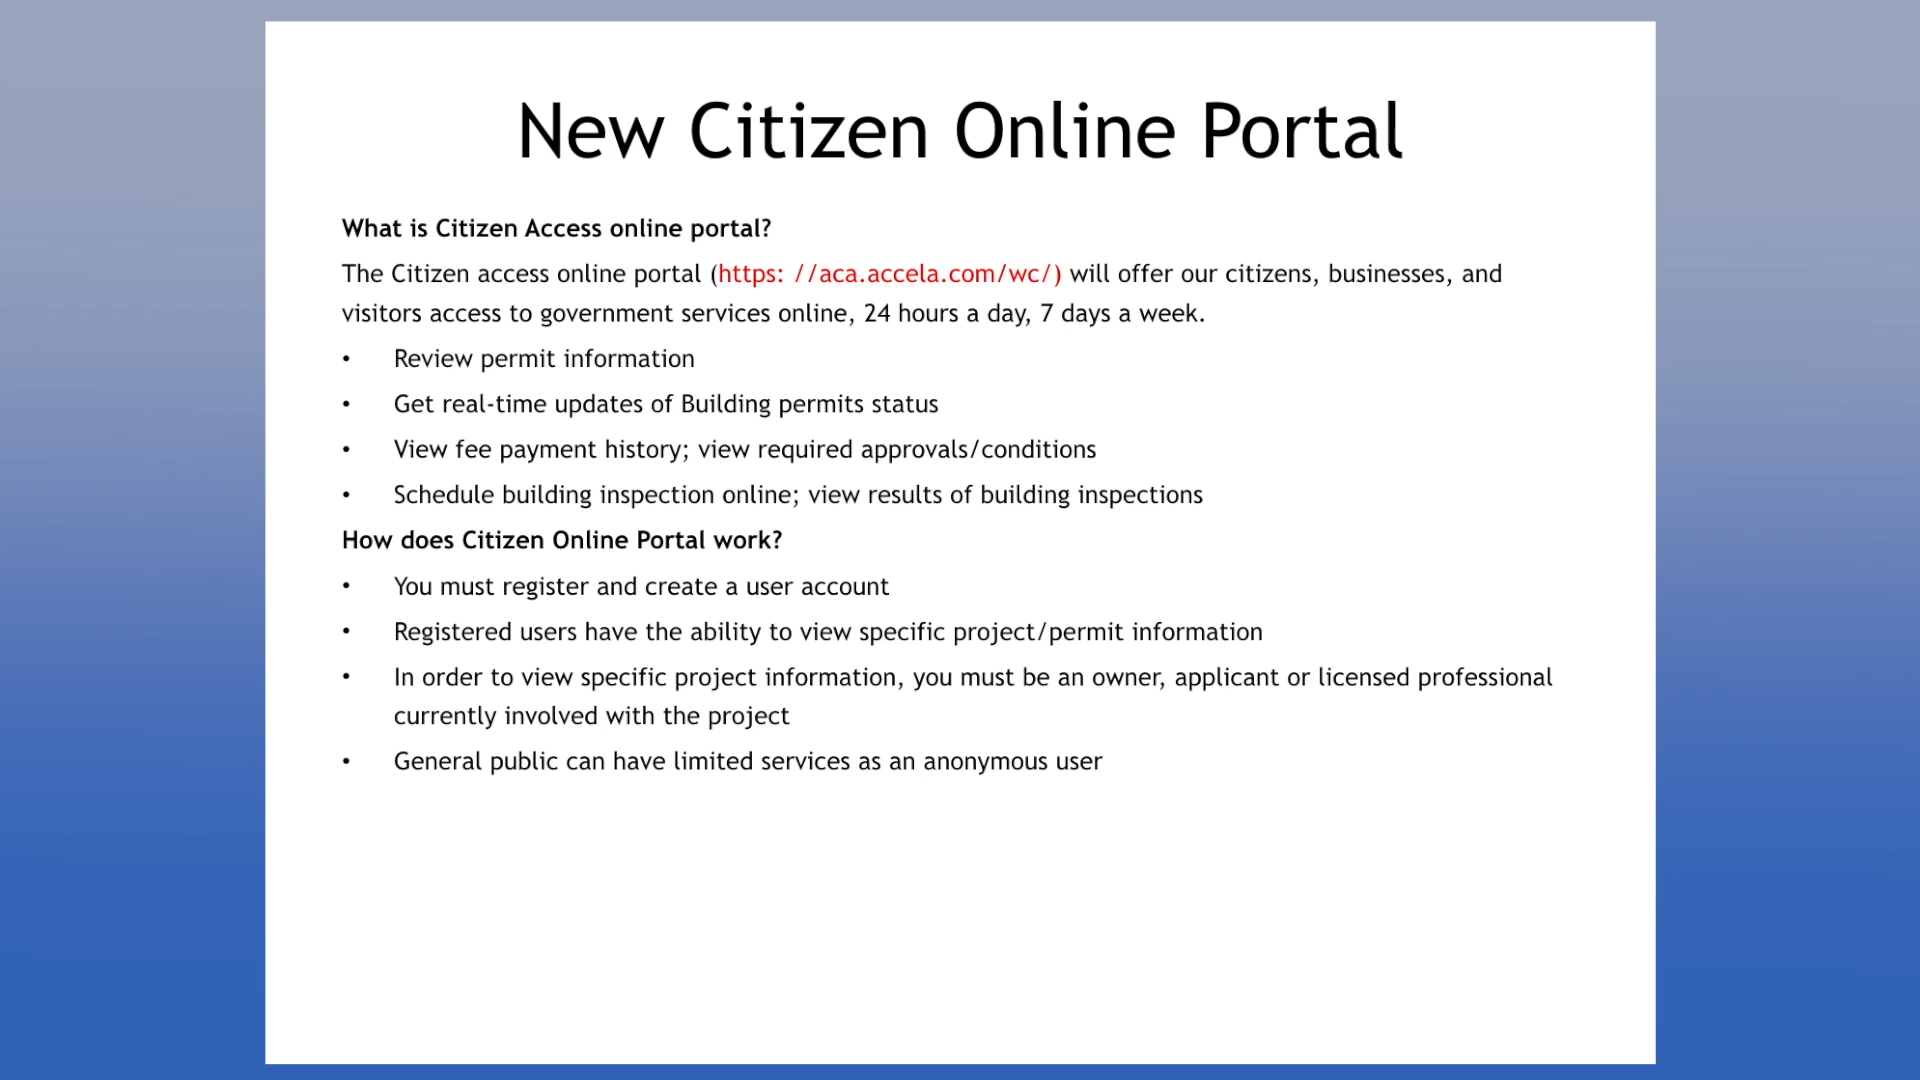 New Citizen Online Portal
What is Citizen Access online portal?
The Citizen access online portal (https: //aca.accela.com/wc/) will offer our citizens, businesses, and
visitors access to government services online, 24 hours a day, 7 days a week.
• Review permit information
• Get real-time updates of Building permits status
• View fee payment history; view required approvals/conditions
• Schedule building inspection online; view results of building inspections
How does Citizen Online Portal work?
• You must register and create a user account
• Registered users have the ability to view specific project/permit information
• In order to view specific project information, you must be an owner, applicant or licensed professional
currently involved with the project
• General public can have limited services as an anonymous user